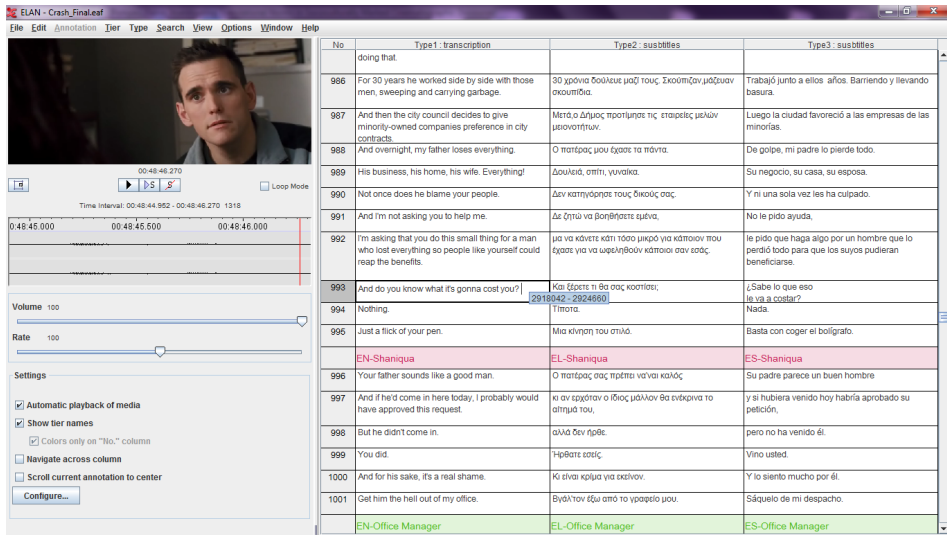 ELAN - Crash_Final.eaf
File Edit Annotation Tier Type Search View Options Window Help
00:48:46.270
Loop Mode
Time Interval: 00:48:44.952 - 00:48:46.270 1318
0:48:45.000 00:48:45.500 00:48:46.000
Volume 100
Rate 100
Settings
Automatic playback of media
Show tier names
Colors only on "No." column
Navigate across column
Scroll current annotation to center
Configure...
No Type1 : transcription Type2 : susbtitles Type3 : susbtitles
doing that.
986 For 30 years he worked side by side with those 30 χρόνια δούλευε μαζί τους. Σκούπιζαν,μάζευαν Trabajó junto a ellos años. Barriendo y llevando
men, sweeping and carrying garbage. σκουπίδια. basura.
987 And then the city council decides to give Μετά,ο Δήμος προτίμησε τις εταιρείες μελών Luego la ciudad favoreció a las empresas de las
minority-owned companies preference in city μειονοτήτων. minorías.
contracts.
988 And overnight, my father loses everything. Ο πατέρας μου έχασε τα πάντα. De golpe, mi padre lo pierde todo.
989 His business, his home, his wife. Everything! Δουλειά, σπίτι, γυναίκα. Su negocio, su casa, su esposa.
990 Not once does he blame your people. Δεν κατηγόρησε τους δικούς σας. Y ni una sola vez les ha culpado.
991 And I'm not asking you to help me. Δε ζητώ να βοηθήσετε εμένα, No le pido ayuda,
992 I'm asking that you do this small thing for a man μα να κάνετε κάτι τόσο μικρό για κάποιον που le pido que haga algo por un hombre que lo
who lost everything so people like yourself could έχασε για να ωφεληθούν κάποιοι σαν εσάς. perdió todo para que los suyos pudieran
reap the benefits. beneficiarse.
993 And do you know what it's gonna cost you? Και ξέρετε τι θα σας κοστίσει; ¿Sabe lo que eso
2918042 - 2924660 le va a costar?
994 Nothing. Τίποτα. Nada.
995 Just a flick of your pen. Μια κίνηση του στιλό. Basta con coger el bolígrafo.
EN-Shaniqua EL-Shaniqua ES-Shaniqua
996 Your father sounds like a good man. Ο πατέρας σας πρέπει να'ναι καλός Su padre parece un buen hombre
997 And if he'd come in here today, I probably would κι αν ερχόταν ο ίδιος μάλλον θα ενέκρινα το y si hubiera venido hoy habría aprobado su
have approved this request. αίτημά του, petición,
998 But he didn't come in. αλλά δεν ήρθε. pero no ha venido él.
999 You did. Ήρθατε εσείς. Vino usted.
1000 And for his sake, it's a real shame. Κι είναι κρίμα για εκείνον. Y lo siento mucho por él.
1001 Get him the hell out of my office. Βγάλ'τον έξω από το γραφείο μου. Sáquelo de mi despacho.
EN-Office Manager EL-Office Manager ES-Office Manager